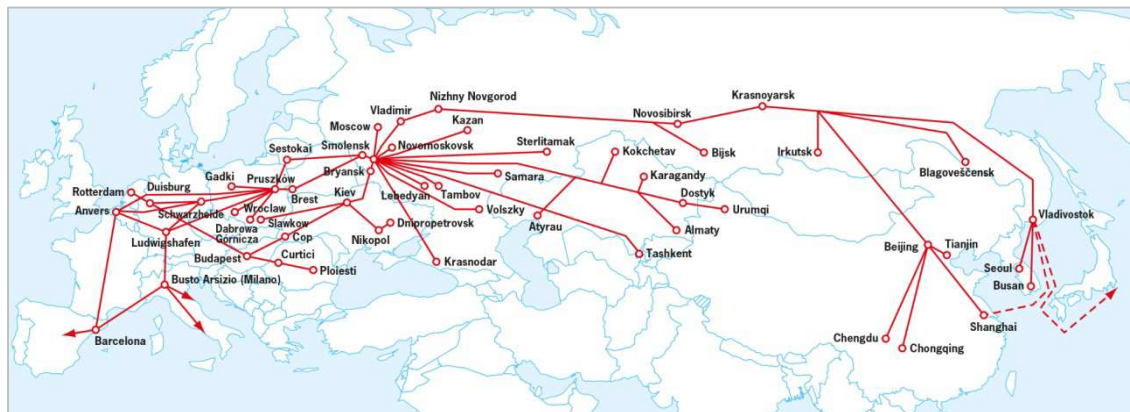 Krasnoyarsk
Nizhny Novgorod
Novosibirsk
Vladimir
Kazan
Moscow
Novomoskovsk
Sterlitamak
Kokchetav
Bijsk
Irkutsk
Blagoveščensk
Smolensk
Sestokai
Bryansk
Samara
Karagandy
Gadki
Pruszkow
Duisburg
Rotterdam
Brest
Kiev
Lebedyan
Tambov
Dostyk
Urumqi
Anvers
Schwarzheide
Wroclaw
Slawkow
Dabrowa
Górnicza
Dnipropetrovsk
Volszky
Atyrau
Almaty
Vladivostok
Ludwigshafen
Cop
Nikopol
Budapest
Curtici
Krasnodar
Tashkent
Beijing
Tianjin
Ploiesti
Seoul
Busto Arsizio (Milano)
Busan
Shanghai
Barcelona
Chengdu
Chongqing